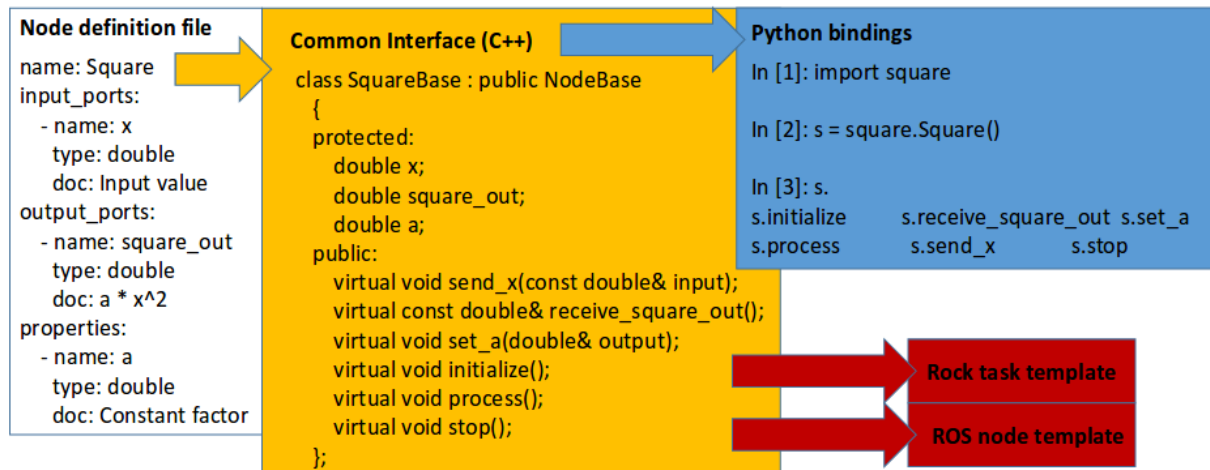 Node definition file
name: Square
input_ports:
- name: x
type: double
doc: Input value
output_ports:
- name: square_out
type: double
doc: a * x^2
properties:
- name: a
type: double
doc: Constant factor
Common Interface (C++)
class SquareBase : public NodeBase
{
protected:
double x;
double square_out;
double a;
public:
virtual void send_x(const double& input);
virtual const double& receive_square_out();
virtual void set_a(double& output);
virtual void initialize();
virtual void process();
virtual void stop();
};
Python bindings
In [1]: import square
In [2]: s = square.Square()
In [3]: s.
s.initialize s.receive_square_out s.set_a
s.process s.send_x s.stop
Rock task template
ROS node template